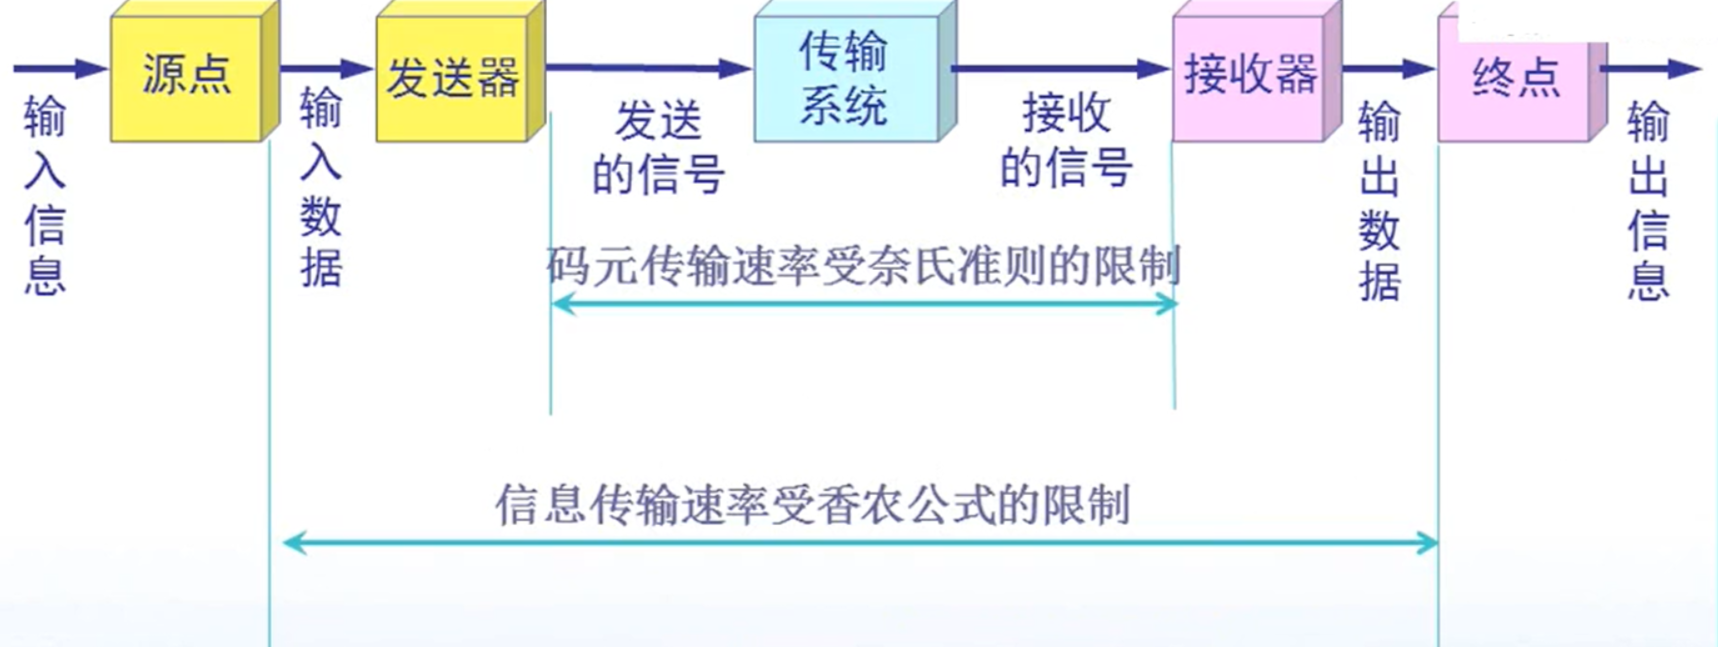 源点
发送器
传输
系统
接收器
终点
输入信息
输入数据
发送
的信号
接收
的信号
输出数据
输出信息
码元传输速率受奈氏准则的限制
信息传输速率受香农公式的限制